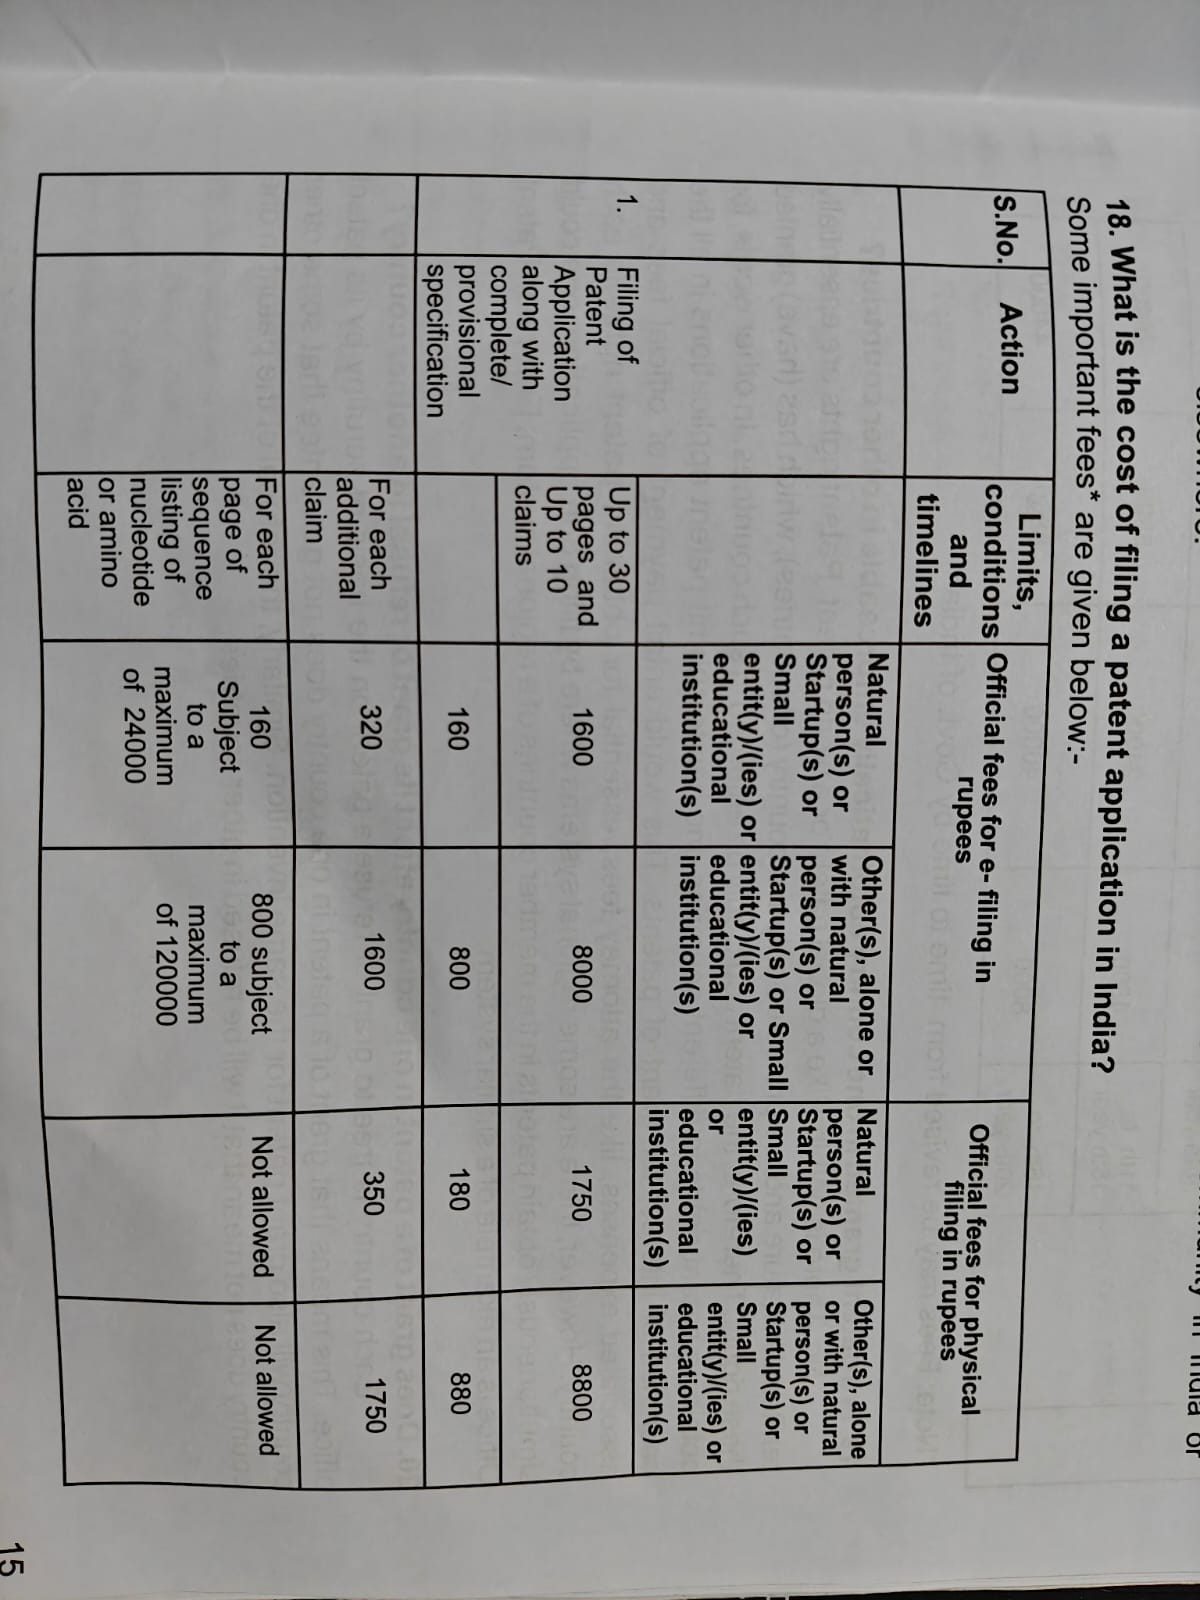 18. What is the cost of filing a patent application in India?
Some important fees* are given below:-
S.No.
Action
Limits,
conditions
and
timelines
Official fees for e- filing in
rupees
Official fees for physical
filing in rupees
Natural
person(s) or
Startup(s) or
Small
entit(y)/(ies) or
educational
institution(s)
Other(s), alone or
with natural
person(s) or
Startup(s) or Small
entit(y)/(ies) or
educational
institution(s)
Natural
person(s) or
Startup(s) or
Small
entit(y)/(ies)
or
educational
institution(s)
Other(s), alone
or with natural
person(s) or
Startup(s) or
Small
entit(y)/(ies) or
educational
institution(s)
1.
Filing of
Patent
Application
along with
complete/
provisional
specification
Up to 30
pages and
Up to 10
claims
1600
8000
1750
8800
160
800
180
880
For each
additional
claim
320
1600
350
1750
For each
page of
sequence
listing of
nucleotide
or amino
acid
160
Subject
to a
maximum
of 24000
800 subject
to a
maximum
of 120000
Not allowed
Not allowed
15